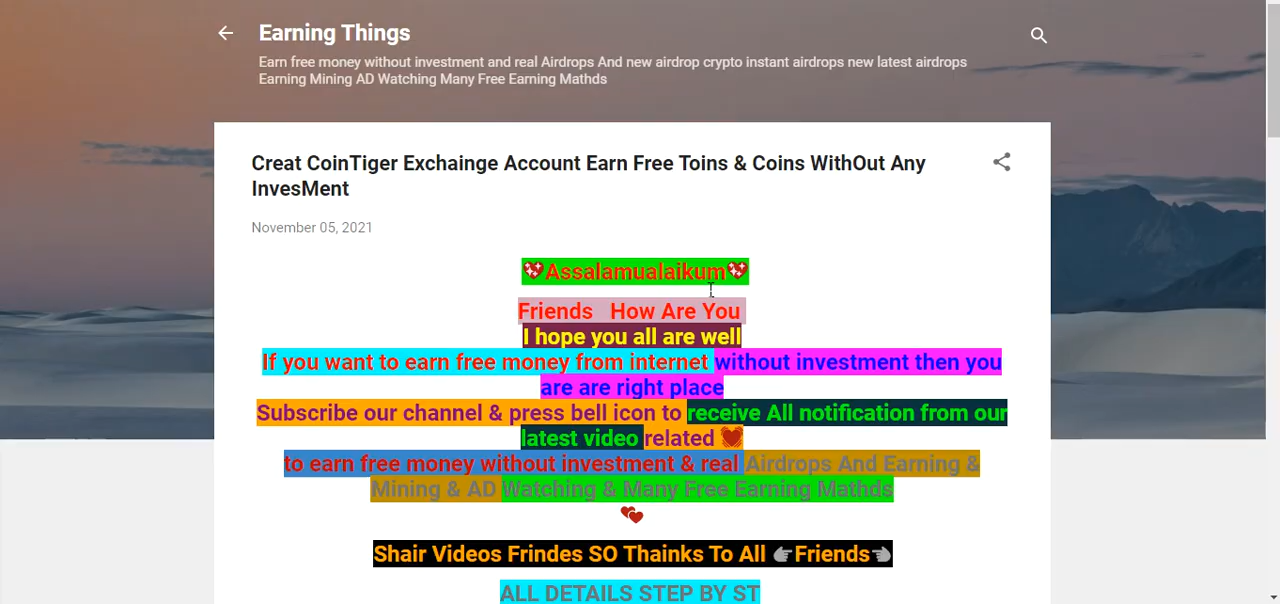 Earning Things
Earn free money without investment and real Airdrops And new airdrop crypto instant airdrops new latest airdrops
Earning Mining AD Watching Many Free Earning Mathds
Creat CoinTiger Exchainge Account Earn Free Toins & Coins WithOut Any
InvesMent
November 05, 2021
💖Assalamualaikum💖
Friends How Are You
I hope you all are well
If you want to earn free money from internet without investment then you
are are right place
Subscribe our channel & press bell icon to receive All notification from our
latest video related 💓
to earn free money without investment & real Airdrops And Earning &
Mining & AD Watching & Many Free Earning Mathds
💕
Shair Videos Frindes SO Thainks To All 👉Friends👈
ALL DETAILS STEP BY ST